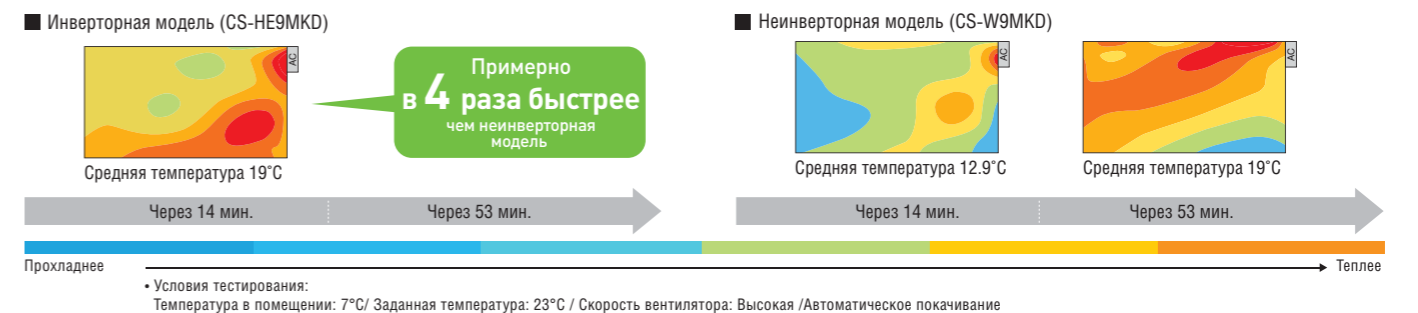 Инверторная модель (CS-HE9MKD)
AC
Примерно
в 4 раза быстрее
чем неинверторная
модель
Средняя температура 19°C
Через 14 мин.
Через 53 мин.
Неинверторная модель (CS-W9MKD)
AC
AC
Средняя температура 12.9°C
Средняя температура 19°C
Через 14 мин.
Через 53 мин.
Прохладнее
Теплее
• Условия тестирования:
Температура в помещении: 7°C/ Заданная температура: 23°C / Скорость вентилятора: Высокая /Автоматическое покачивание